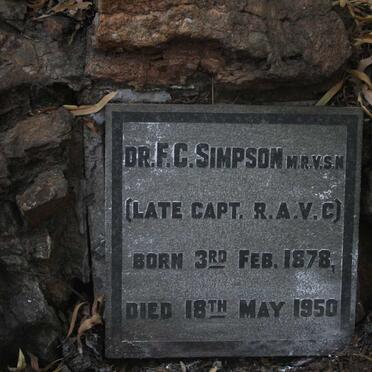 DR. F. C. SIMPSON M.R.V.S.N
(LATE CAPT. R.A.V.C)
BORN 3RD FEB. 1878,
DIED 18TH MAY 1950